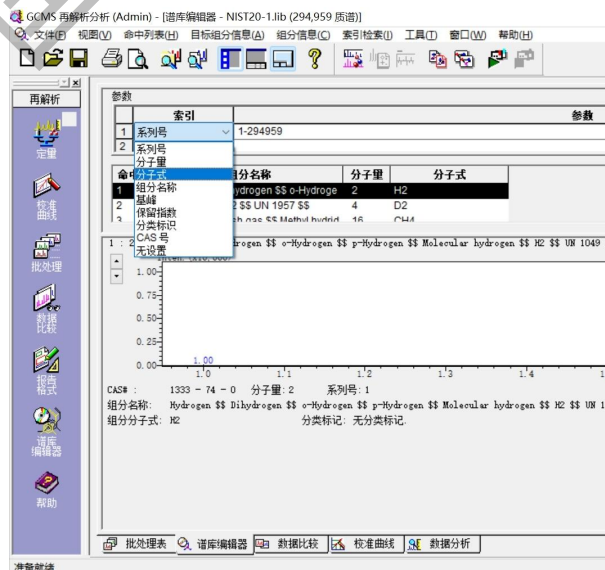 GCMS 再解析分析 (Admin) - [谱库编辑器 - NIST20-1.lib (294,959 质谱)]
文件(F) 视图(V) 命中列表(H) 目标组分信息(A) 组分信息(C) 索引检索(I) 工具(T) 窗口(W) 帮助(H)
再解析
定量
校准曲线
批处理
数据比较
报告格式
谱库编辑器
帮助
参数
索引 参数
1 系列号 1-294959
2
系列号
分子量
分子式
组分名称
基峰
保留指数
分类标识
CAS 号
无设置
分子量 分子式
1 2 H2
2 2 $$ UN 1957 $$ 4 D2
3 16 CH4
o-Hydrogen $$ p-Hydrogen $$ Molecular hydrogen $$ H2 $$ UN 1049
1.00
0.75
0.50
0.25
0.00
1.00
1.0 1.1 1.2 1.3 1.4
CAS# : 1333 - 74 - 0 分子量: 2 系列号: 1
组分名称: Hydrogen $$ Dihydrogen $$ o-Hydrogen $$ p-Hydrogen $$ Molecular hydrogen $$ H2 $$ UN 1
组分分子式: H2 分类标记: 无分类标记.
批处理表 谱库编辑器 数据比较 校准曲线 数据分析
准备就绪